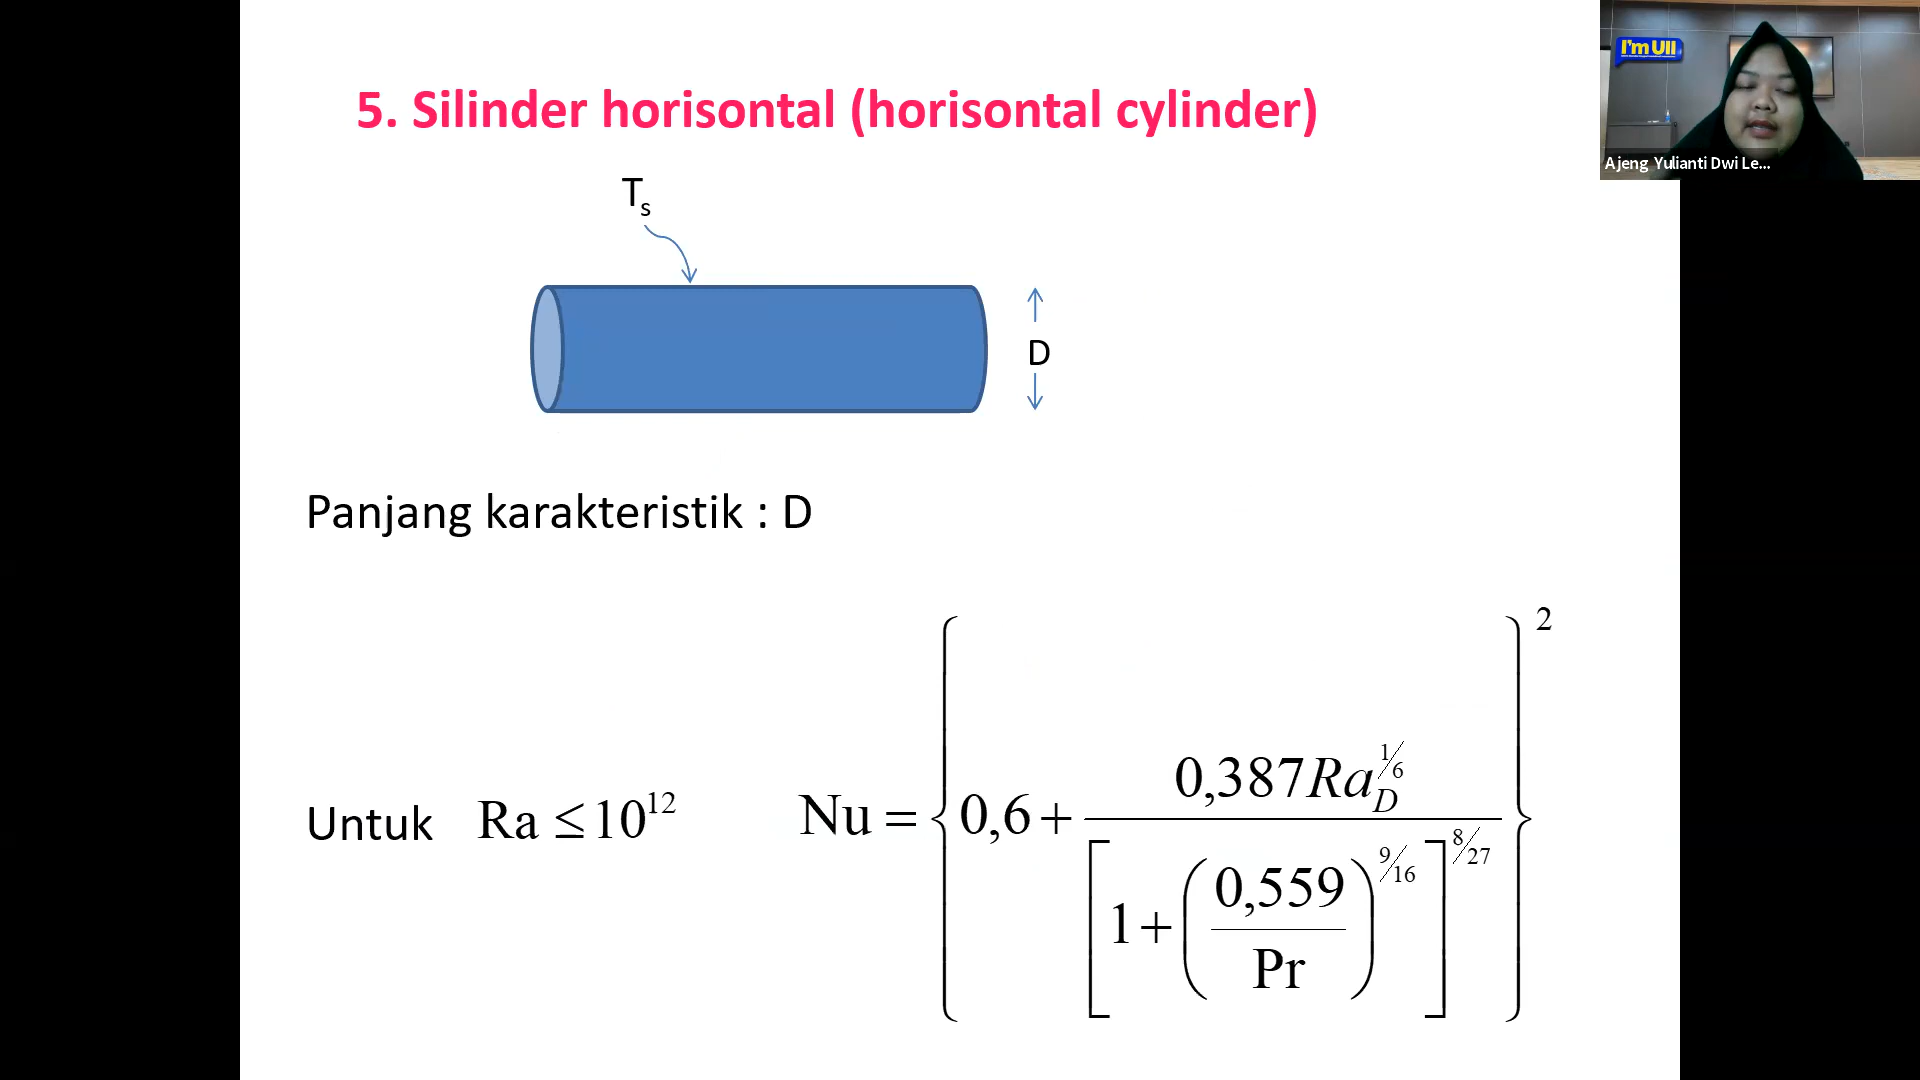 5. Silinder horisontal (horisontal cylinder)
I'm UII
Ajeng Yulianti Dwi Le...
Ts
D
Panjang karakteristik : D
Untuk Ra ≤ 10^12 Nu = { 0,6 + 0,387Ra_D^1/6 / [ 1 + ( 0,559 / Pr )^9/16 ]^8/27 }^2